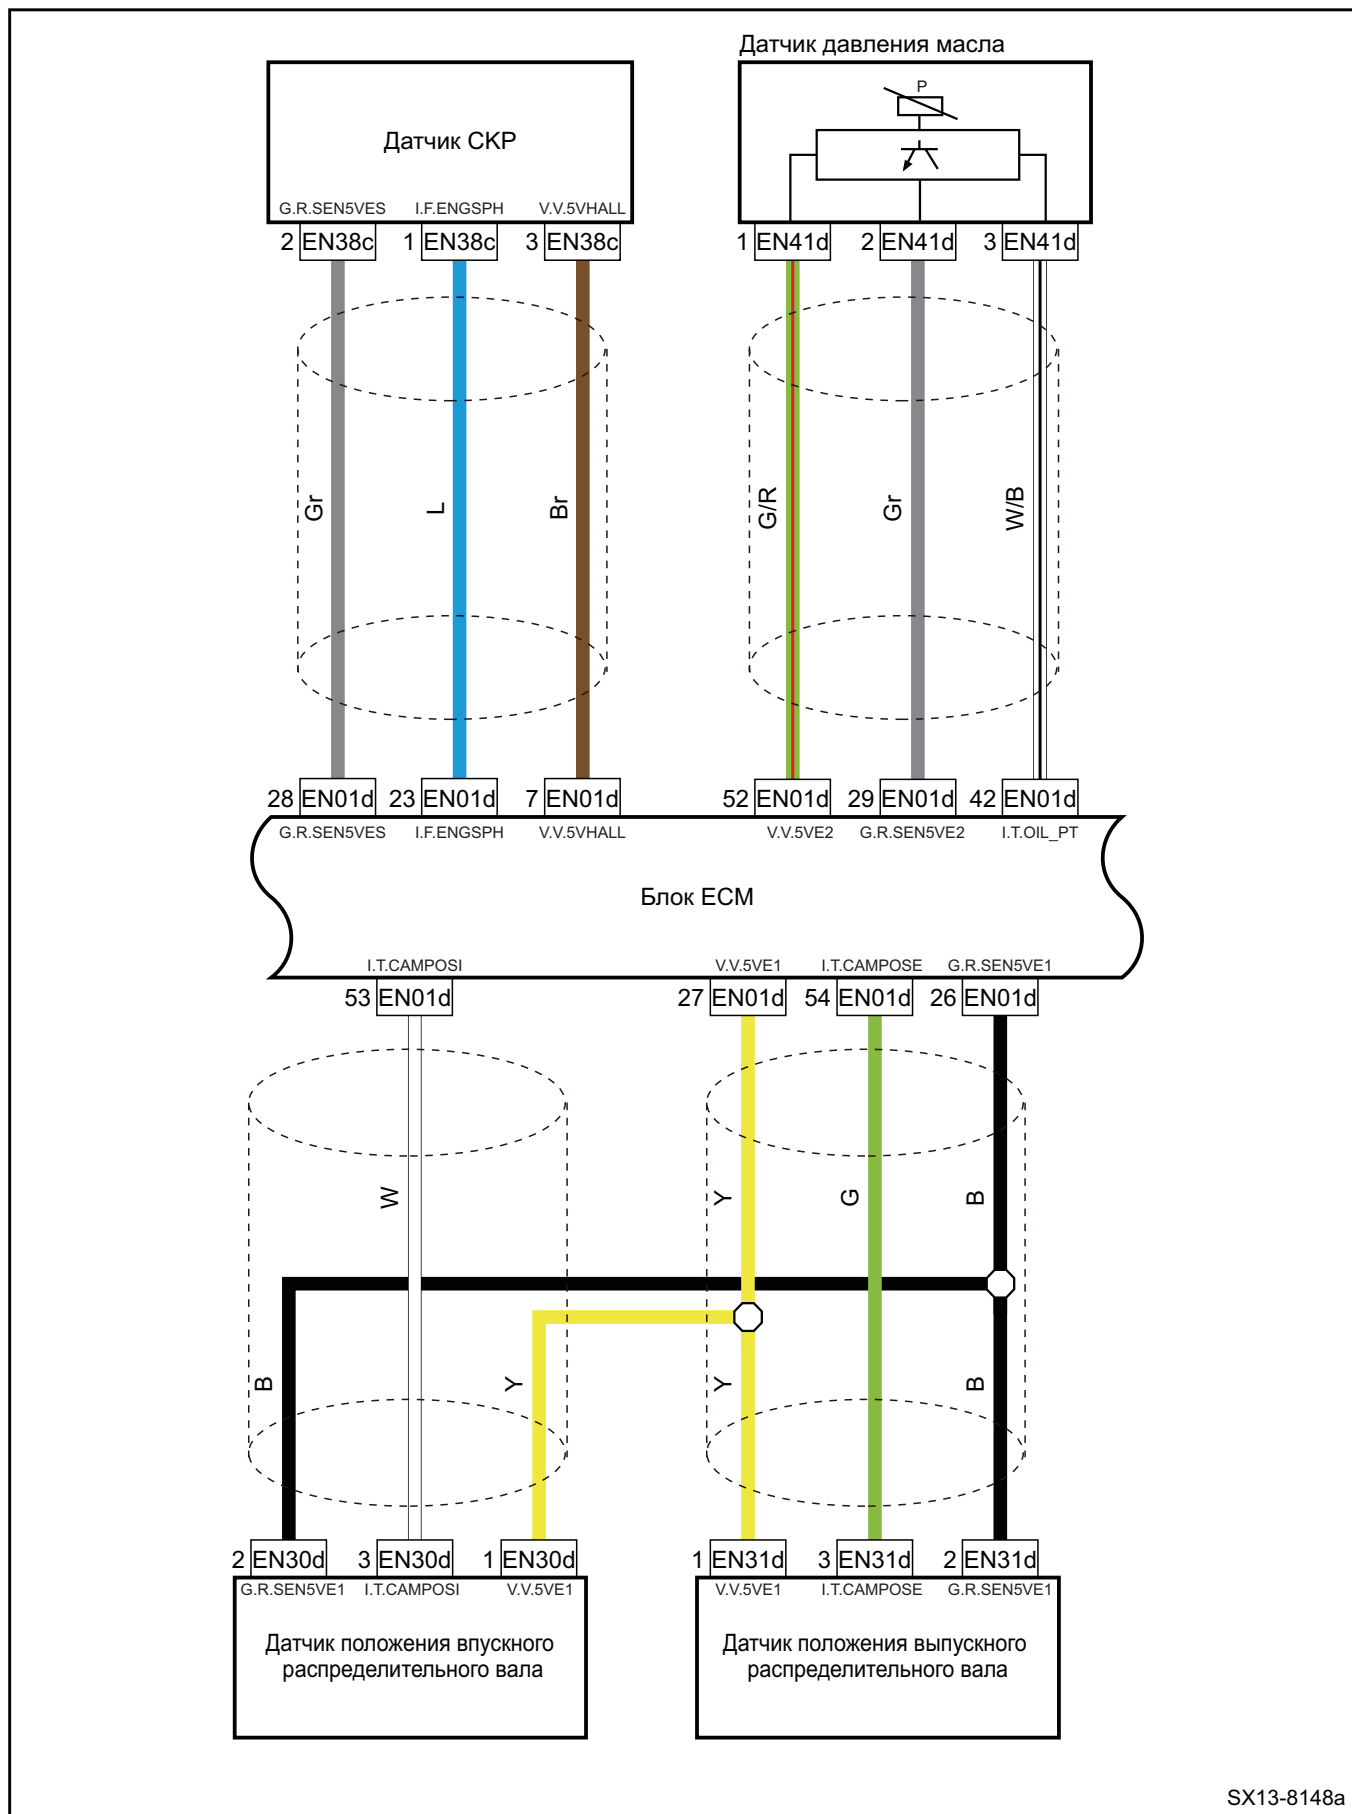 Датчик давления масла
P
Датчик CKP
G.R.SEN5VES I.F.ENGSPH V.V.5VHALL
2 EN38c 1 EN38c 3 EN38c 1 EN41d 2 EN41d 3 EN41d
Gr L Br G/R Gr W/B
28 EN01d 23 EN01d 7 EN01d 52 EN01d 29 EN01d 42 EN01d
G.R.SEN5VES I.F.ENGSPH V.V.5VHALL V.V.5VE2 G.R.SEN5VE2 I.T.OIL_PT
Блок ECM
I.T.CAMPOSI V.V.5VE1 I.T.CAMPOSE G.R.SEN5VE1
53 EN01d 27 EN01d 54 EN01d 26 EN01d
W Y G B
B Y Y B
2 EN30d 3 EN30d 1 EN30d 1 EN31d 3 EN31d 2 EN31d
G.R.SEN5VE1 I.T.CAMPOSI V.V.5VE1 V.V.5VE1 I.T.CAMPOSE G.R.SEN5VE1
Датчик положения впускного
распределительного вала
Датчик положения выпускного
распределительного вала
SX13-8148a